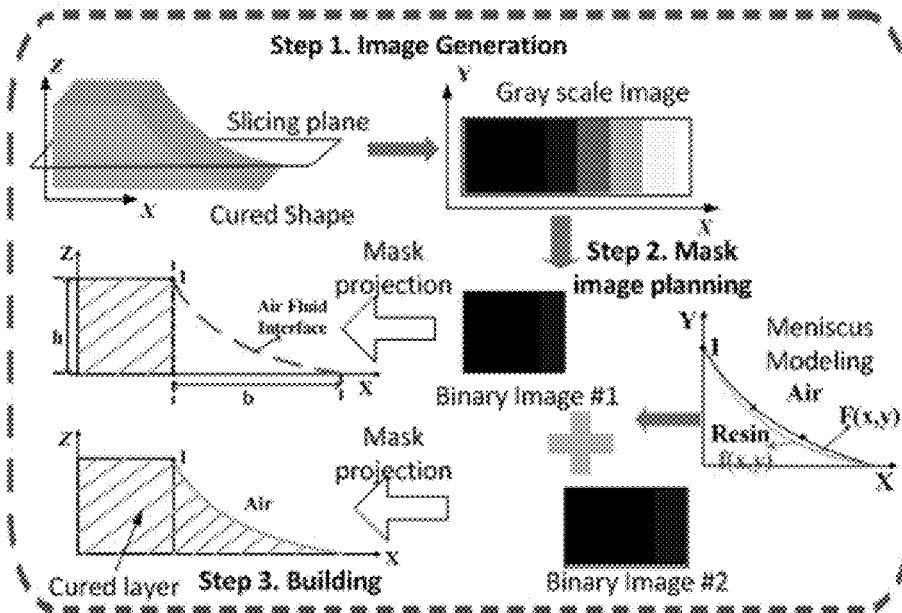 Step 1. Image Generation
Z
Slicing plane
X
Cured Shape
Y
Gray scale Image
X
Step 2. Mask
image planning
Z
1
h
Air Fluid
Interface
b
X
Mask
projection
Binary Image #1
Y
1
Meniscus
Modeling
Air
F(x,y)
Resin
f(x,y)
X
Z
1
Air
X
Cured layer
Mask
projection
Step 3. Building
Binary Image #2